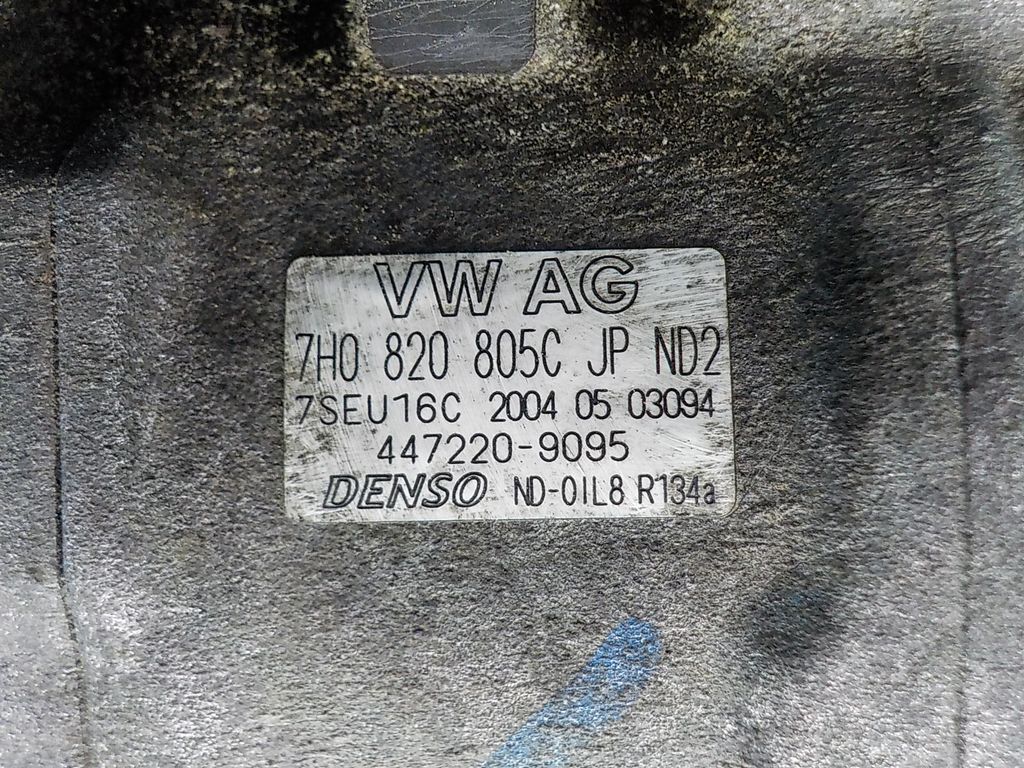 VW AG
7H0 820 805C JP ND2
7SEU16C 2004 05 03094
447220-9095
DENSO ND-OIL8 R134a